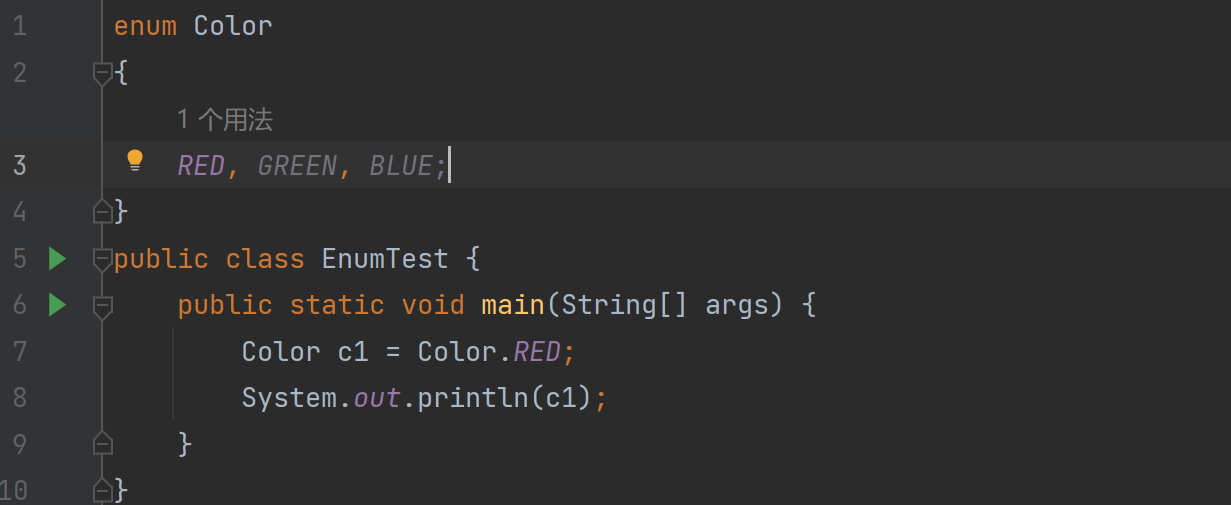 1 enum Color
2 {
1 个用法
3 RED, GREEN, BLUE;
4 }
5 public class EnumTest {
6 public static void main(String[] args) {
7 Color c1 = Color.RED;
8 System.out.println(c1);
9 }
10 }